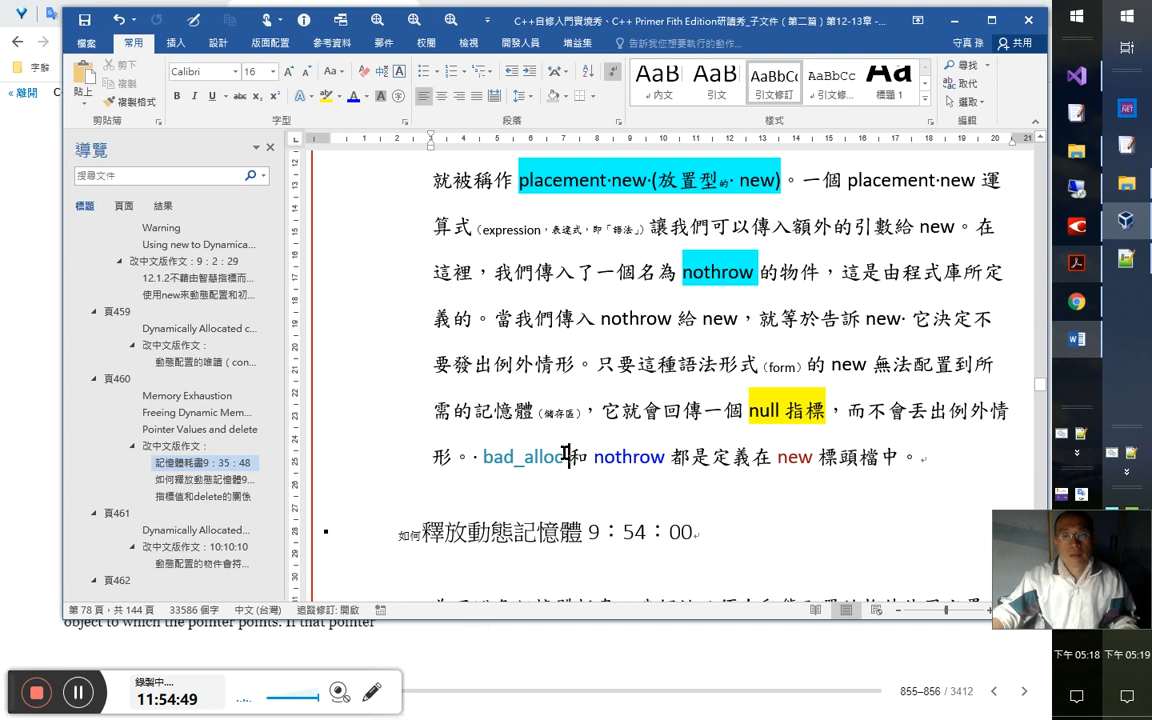 C++自修入門實境秀、C++ Primer Fith Edition研讀秀_子文件（第二篇）第12-13章 - ...
檔案 常用 插入 設計 版面配置 參考資料 郵件 校閱 檢視 開發人員 增益集 告訴我您想要執行的動作... 守真 孫 共用
貼上 剪下 複製 複製格式
Calibri 16
AaBb AaBb AaBbCc AaBbCc AaBb
內文 引文 引文修訂 引文修... 標題 1
尋找 取代 選取
剪貼簿 字型 段落 樣式 編輯
字齡
« 離開
導覽
搜尋文件
標題 頁面 結果
Warning
Using new to Dynamica...
改中文版作文：9：2：29
12.1.2不藉由智慧指標而...
使用new來動態配置和初...
頁459
Dynamically Allocated c...
改中文版作文：
動態配置的唯讀（con...
頁460
Memory Exhaustion
Freeing Dynamic Mem...
Pointer Values and delete
改中文版作文：
記憶體耗盡9：35：48
如何釋放動態記憶體9...
指標值和delete的關係
頁461
Dynamically Allocated...
改中文版作文：10:10:10
動態配置的物件會持...
頁462
就被稱作 placement·new·(放置型的· new)。一個 placement·new 運
算式（expression，表達式，即「語法」）讓我們可以傳入額外的引數給 new。在
這裡，我們傳入了一個名為 nothrow 的物件，這是由程式庫所定
義的。當我們傳入 nothrow 給 new，就等於告訴 new· 它決定不
要發出例外情形。只要這種語法形式（form）的 new 無法配置到所
需的記憶體（儲存區），它就會回傳一個 null 指標，而不會丟出例外情
形。· bad_alloc 和 nothrow 都是定義在 new 標頭檔中。
如何釋放動態記憶體 9：54：00
第 78 頁，共 144 頁 33586 個字 中文 (台灣) 追蹤修訂: 開啟
object to which the pointer points. If that pointer
錄製中...
11:54:49
855–856 / 3412
下午 05:18 下午 05:19